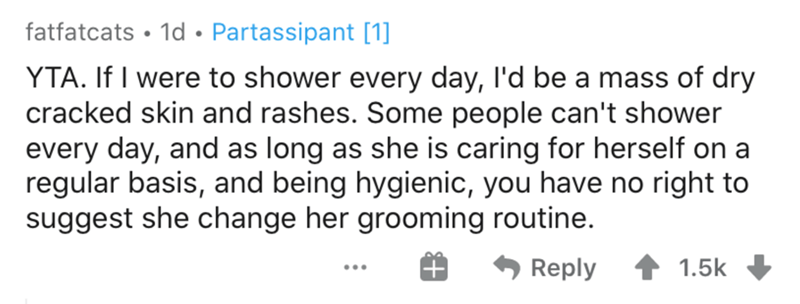 fatfatcats • 1d • Partassipant [1]
YTA. If I were to shower every day, I'd be a mass of dry
cracked skin and rashes. Some people can't shower
every day, and as long as she is caring for herself on a
regular basis, and being hygienic, you have no right to
suggest she change her grooming routine.
... Reply 1.5k